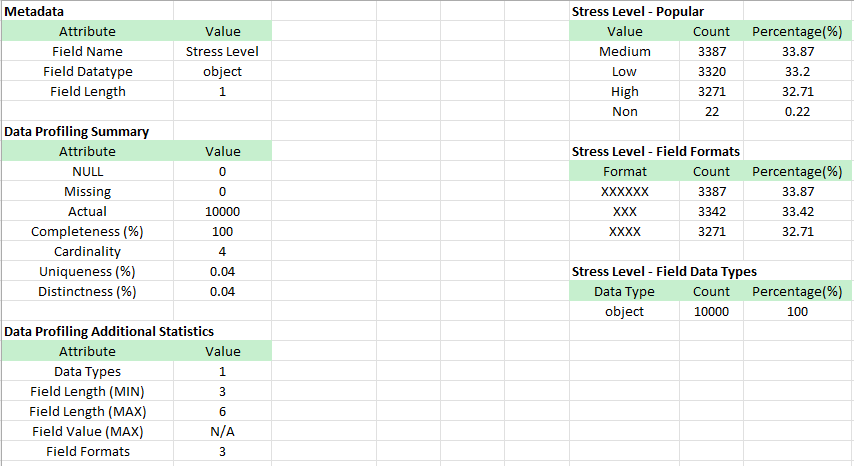 Metadata
Attribute Value
Field Name Stress Level
Field Datatype object
Field Length 1
Data Profiling Summary
Attribute Value
NULL 0
Missing 0
Actual 10000
Completeness (%) 100
Cardinality 4
Uniqueness (%) 0.04
Distinctness (%) 0.04
Data Profiling Additional Statistics
Attribute Value
Data Types 1
Field Length (MIN) 3
Field Length (MAX) 6
Field Value (MAX) N/A
Field Formats 3
Stress Level - Popular
Value Count Percentage(%)
Medium 3387 33.87
Low 3320 33.2
High 3271 32.71
Non 22 0.22
Stress Level - Field Formats
Format Count Percentage(%)
XXXXXX 3387 33.87
XXX 3342 33.42
XXXX 3271 32.71
Stress Level - Field Data Types
Data Type Count Percentage(%)
object 10000 100